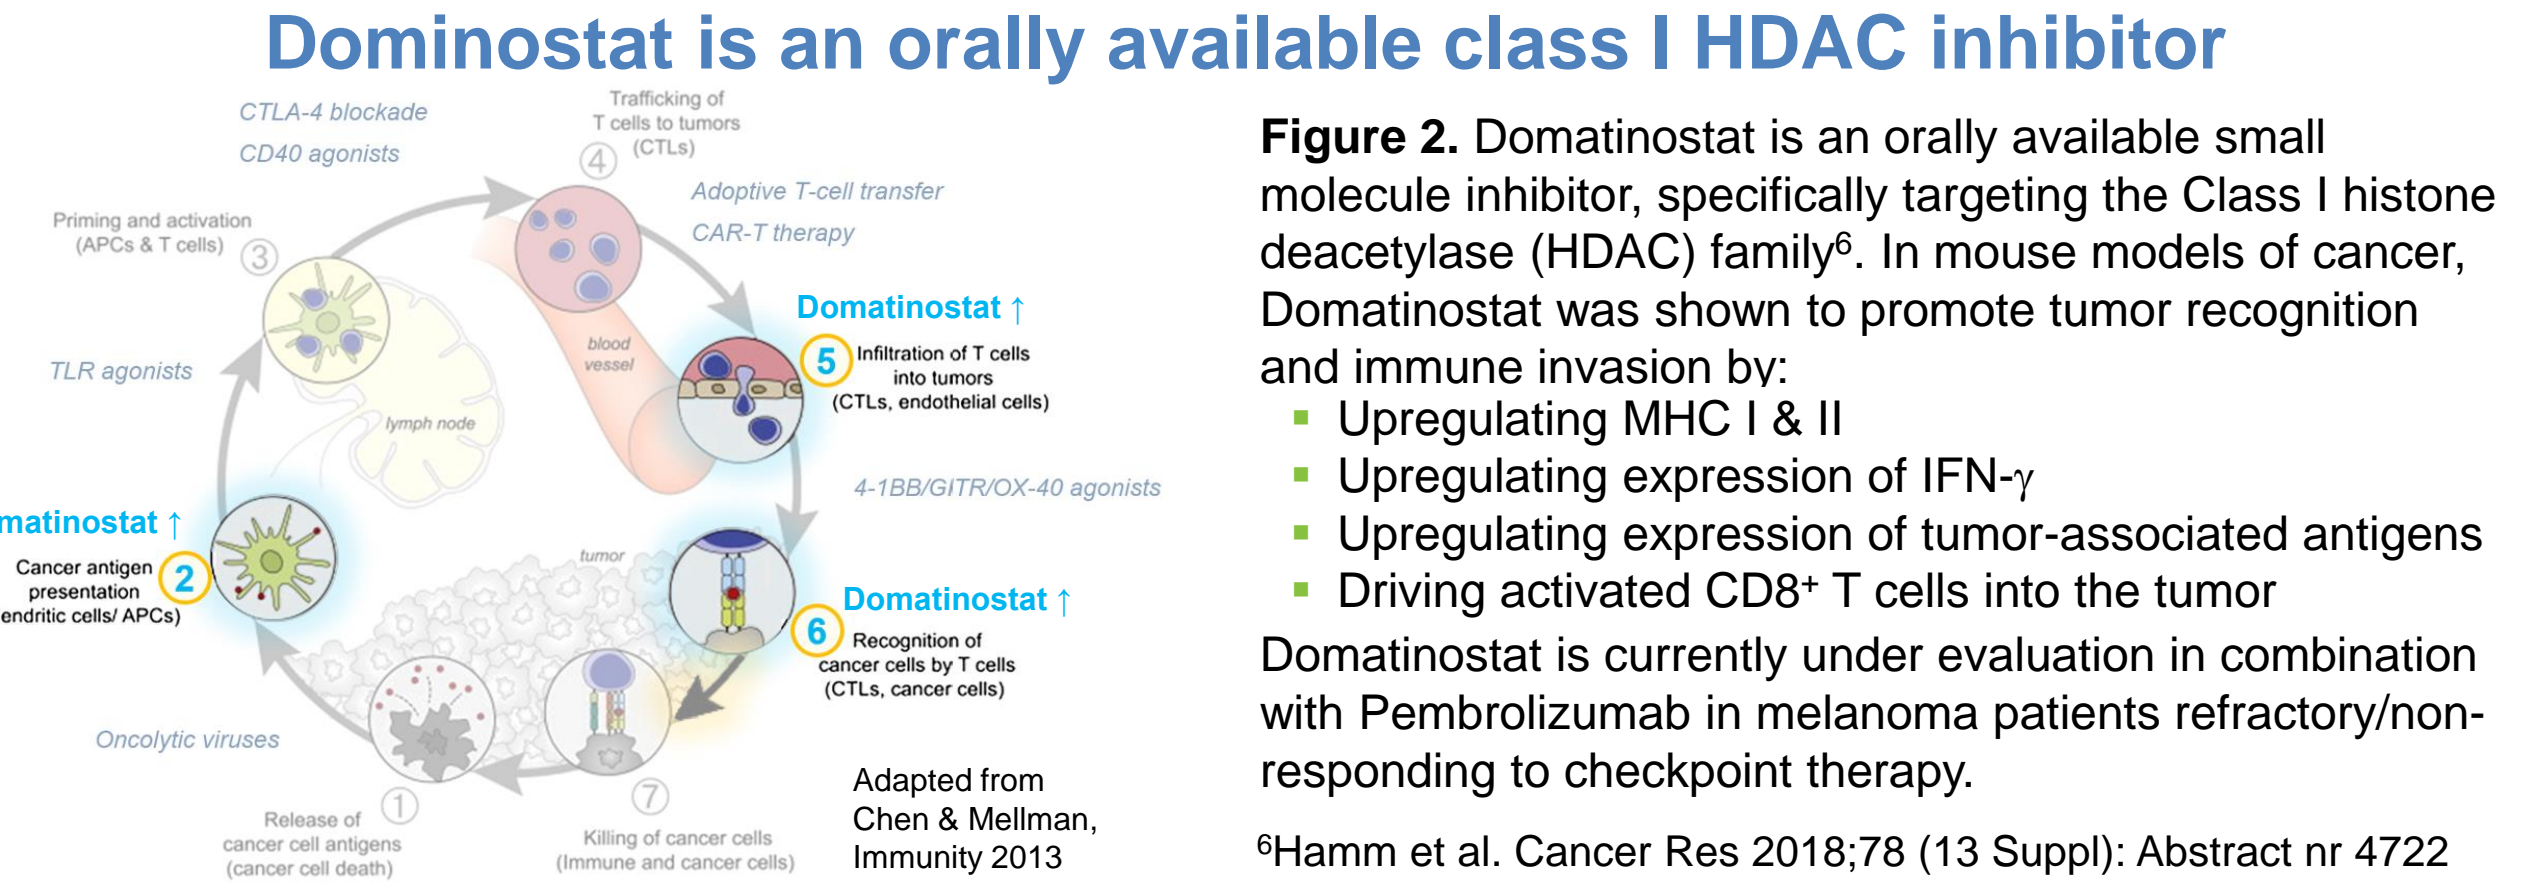 Dominostat is an orally available class I HDAC inhibitor
CTLA-4 blockade
CD40 agonists
Trafficking of
T cells to tumors
(CTLs)
4
Adoptive T-cell transfer
CAR-T therapy
Priming and activation
(APCs & T cells)
3
Domatinostat ↑
5
Infiltration of T cells
into tumors
(CTLs, endothelial cells)
blood
vessel
TLR agonists
lymph node
4-1BB/GITR/OX-40 agonists
matinostat ↑
Cancer antigen
presentation
endritic cells/ APCs)
2
tumor
Domatinostat ↑
6
Recognition of
cancer cells by T cells
(CTLs, cancer cells)
Oncolytic viruses
1
Release of
cancer cell antigens
(cancer cell death)
7
Killing of cancer cells
(Immune and cancer cells)
Adapted from
Chen & Mellman,
Immunity 2013
Figure 2. Domatinostat is an orally available small
molecule inhibitor, specifically targeting the Class I histone
deacetylase (HDAC) family⁶. In mouse models of cancer,
Domatinostat was shown to promote tumor recognition
and immune invasion by:
▪ Upregulating MHC I & II
▪ Upregulating expression of IFN-γ
▪ Upregulating expression of tumor-associated antigens
▪ Driving activated CD8⁺ T cells into the tumor
Domatinostat is currently under evaluation in combination
with Pembrolizumab in melanoma patients refractory/non-
responding to checkpoint therapy.
⁶Hamm et al. Cancer Res 2018;78 (13 Suppl): Abstract nr 4722